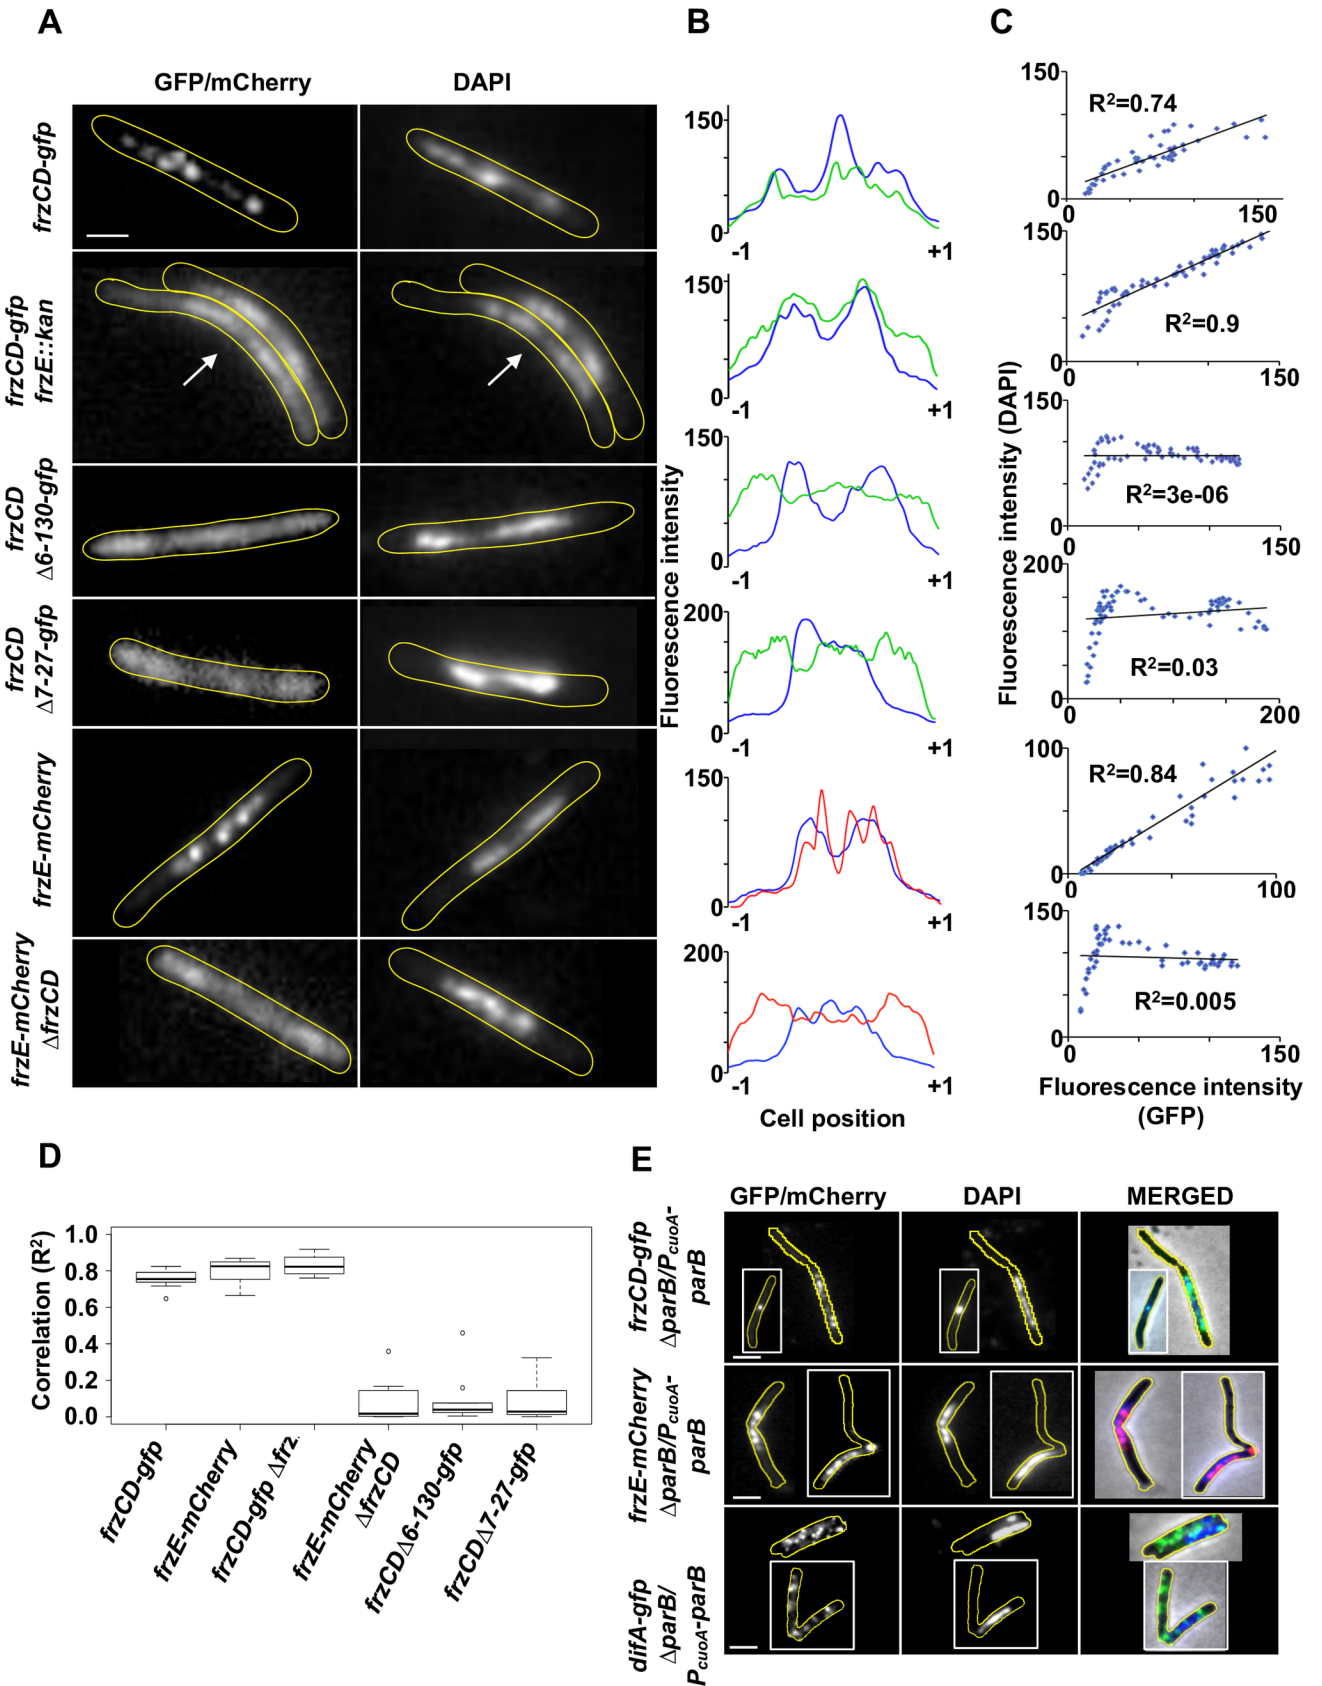 A
B
C
GFP/mCherry
DAPI
frzCD-gfp
frzCD-gfp
frzE::kan
frzCD
Δ6-130-gfp
frzCD
Δ7-27-gfp
frzE-mCherry
frzE-mCherry
ΔfrzCD
Fluorescence intensity
150
0
-1
+1
150
0
-1
+1
150
0
-1
+1
200
0
-1
+1
150
0
-1
+1
200
0
-1
+1
Cell position
Fluorescence intensity (DAPI)
150
R²=0.74
0
0
150
150
R²=0.9
0
0
150
150
R²=3e-06
0
0
150
200
R²=0.03
0
0
200
100
R²=0.84
0
0
100
150
R²=0.005
0
0
150
Fluorescence intensity
(GFP)
D
Correlation (R²)
1.0
0.8
0.6
0.4
0.2
0.0
frzCD-gfp
frzE-mCherry
frzCD-gfp Δfrz
frzE-mCherry
ΔfrzCD
frzCDΔ6-130-gfp
frzCDΔ7-27-gfp
E
GFP/mCherry
DAPI
MERGED
frzCD-gfp
ΔparB/PcuoA-
parB
frzE-mCherry
ΔparB/PcuoA-
parB
difA-gfp
ΔparB/
PcuoA-parB